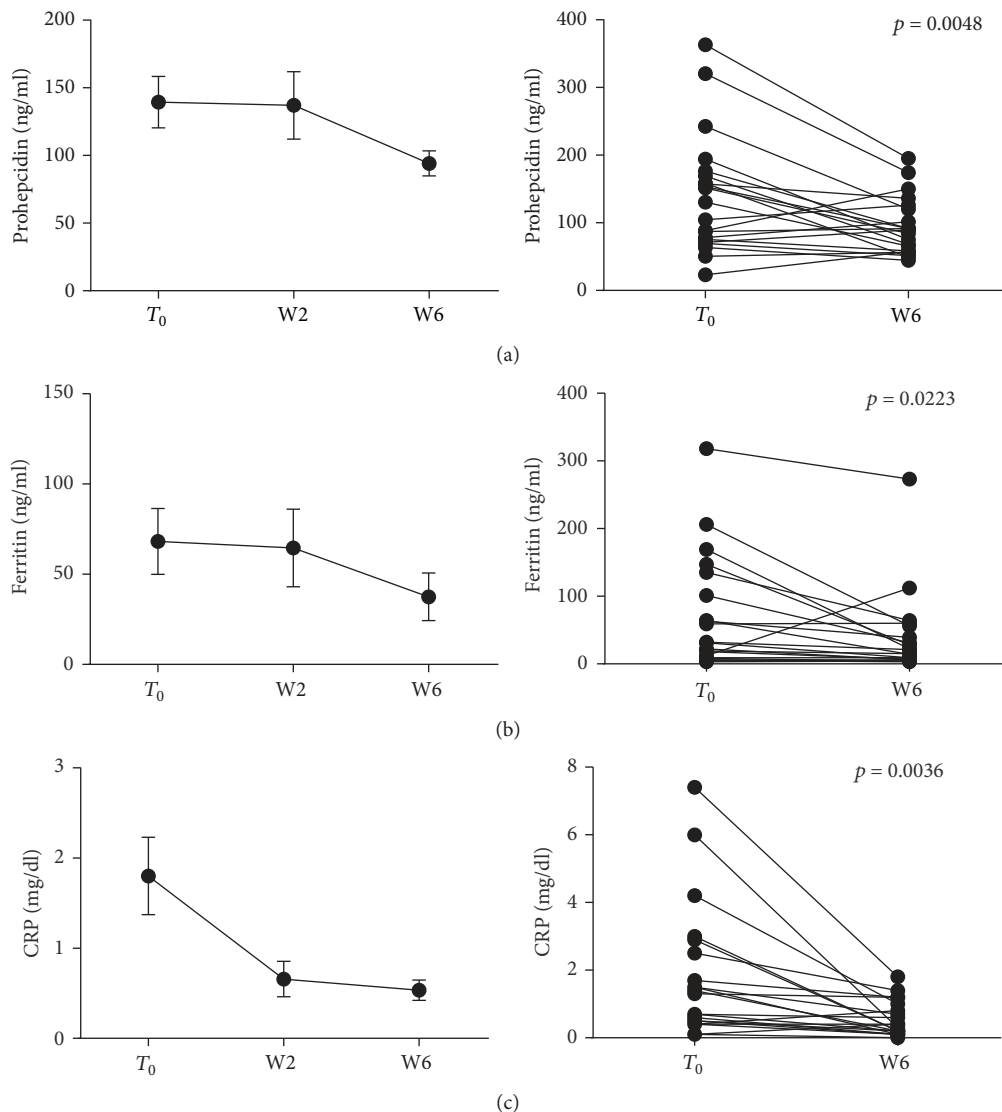 200
150
100
50
0
Prohepcidin (ng/ml)
T0
W2
W6
400
300
200
100
0
Prohepcidin (ng/ml)
p = 0.0048
T0
W6
(a)
150
100
50
0
Ferritin (ng/ml)
T0
W2
W6
400
300
200
100
0
Ferritin (ng/ml)
p = 0.0223
T0
W6
(b)
3
2
1
0
CRP (mg/dl)
T0
W2
W6
8
6
4
2
0
CRP (mg/dl)
p = 0.0036
T0
W6
(c)